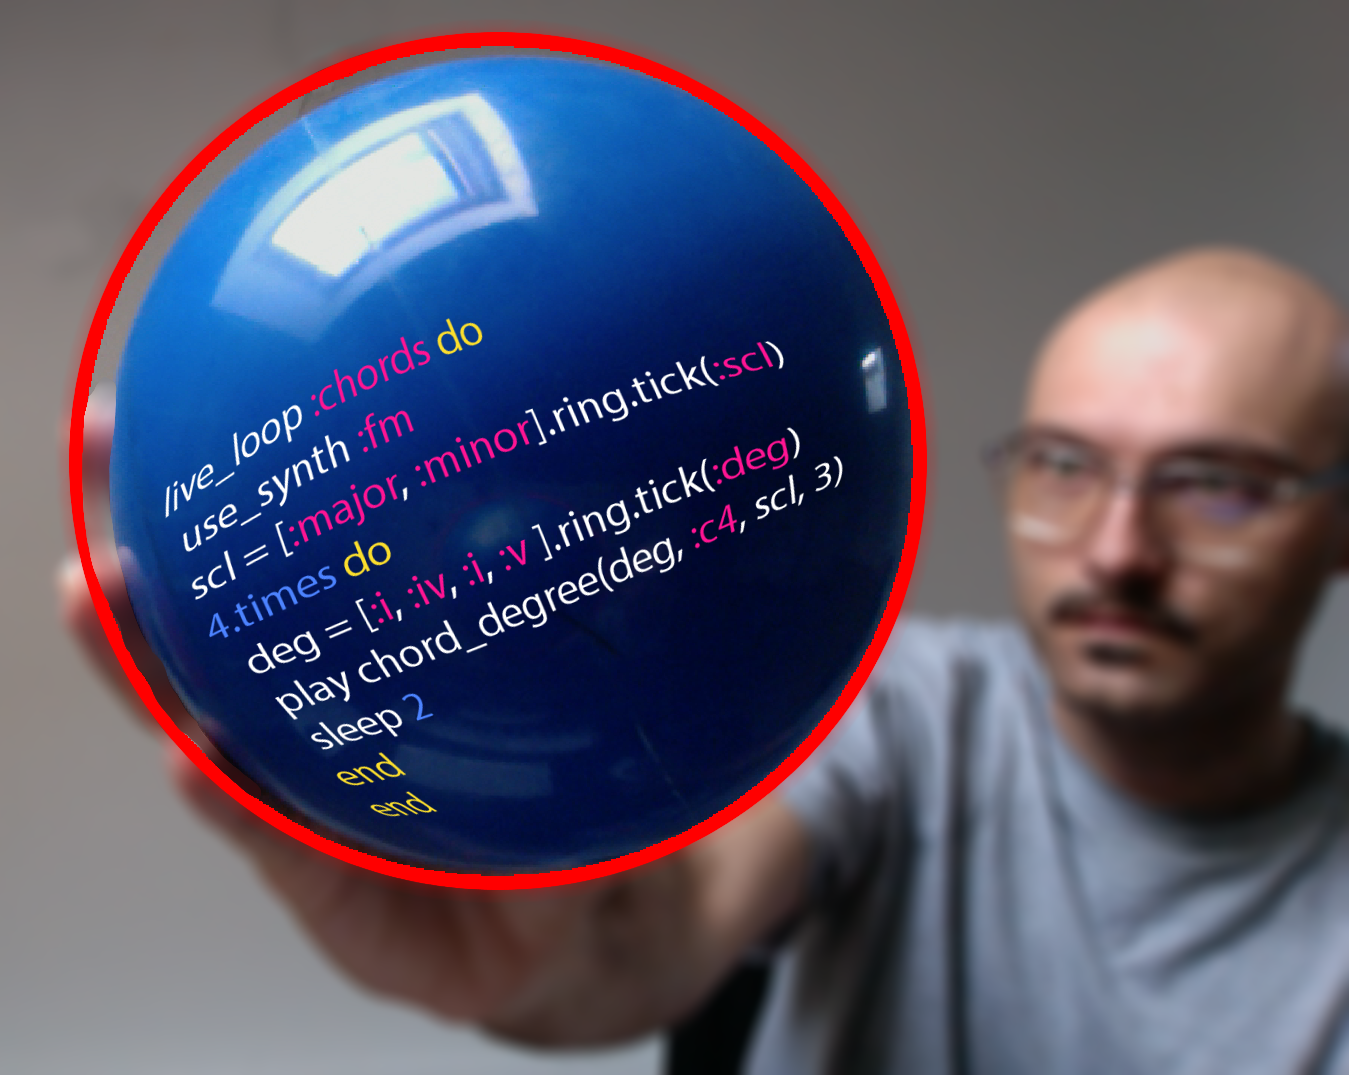 live_loop :chords do
use_synth :fm
scl = [:major, :minor].ring.tick(:scl)
4.times do
deg = [:i, :iv, :i, :v ].ring.tick(:deg)
play chord_degree(deg, :c4, scl, 3)
sleep 2
end
end